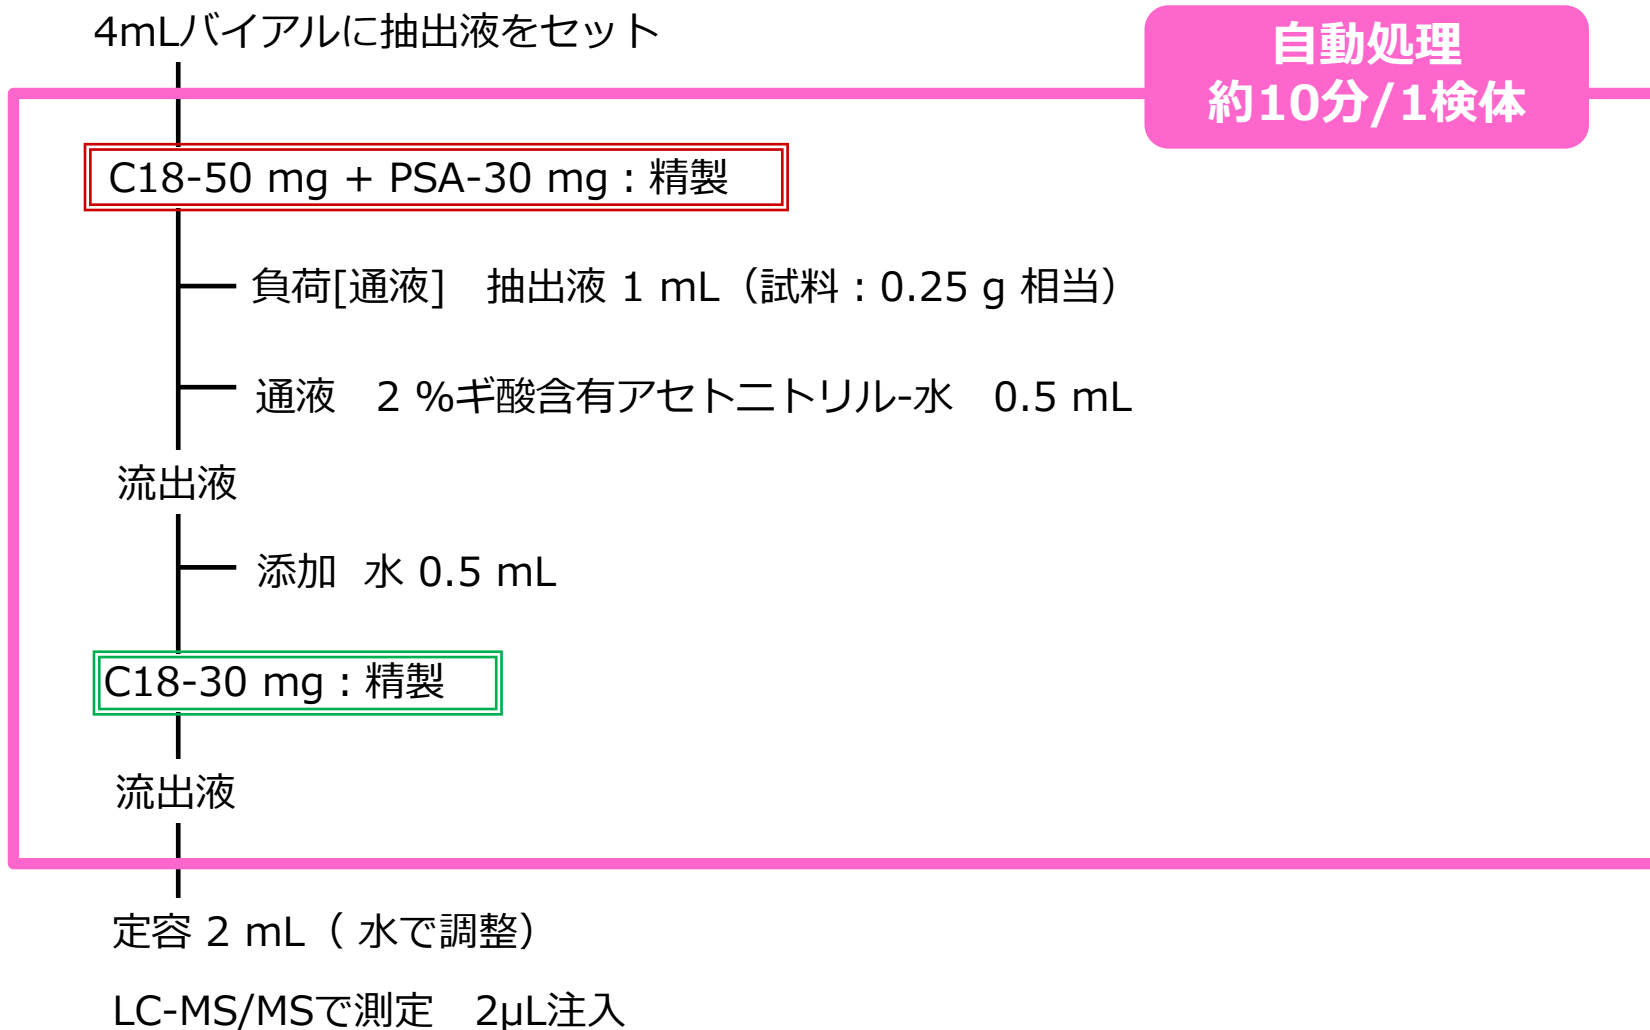 4mLバイアルに抽出液をセット
自動処理
約10分/1検体
C18-50 mg + PSA-30 mg：精製
負荷[通液]　抽出液 1 mL（試料：0.25 g 相当）
通液　2 %ギ酸含有アセトニトリル-水　0.5 mL
流出液
添加  水 0.5 mL
C18-30 mg：精製
流出液
定容 2 mL（ 水で調整）
LC-MS/MSで測定　2μL注入